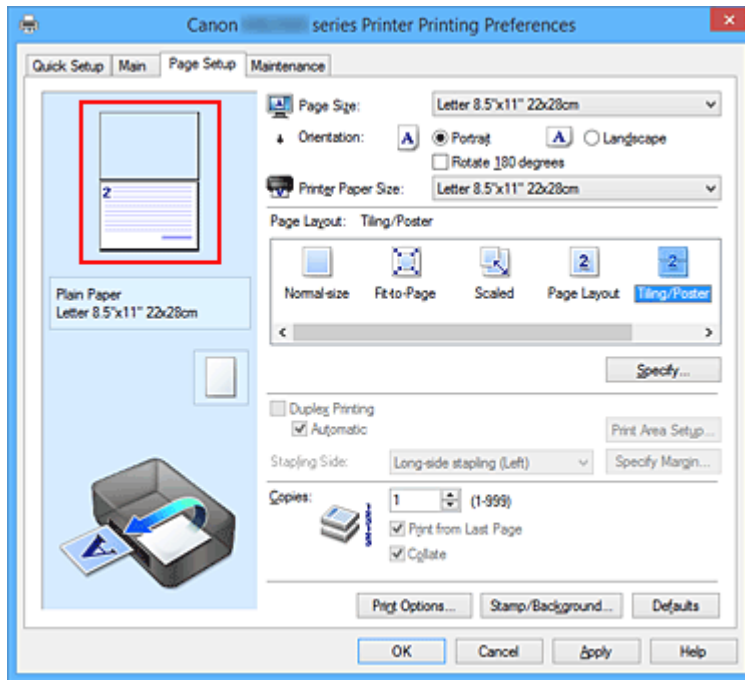 Canon series Printer Printing Preferences
Quick Setup Main Page Setup Maintenance
2
Plain Paper
Letter 8.5"x11" 22x28cm
Page Size: Letter 8.5"x11" 22x28cm
Orientation: A Portrait A Landscape
Rotate 180 degrees
Printer Paper Size: Letter 8.5"x11" 22x28cm
Page Layout: Tiling/Poster
2 2
Normal-size Fit-to-Page Scaled Page Layout Tiling/Poster
Specify...
Duplex Printing
Automatic Print Area Setup...
Stapling Side: Long-side stapling (Left) Specify Margin...
Copies: 1 (1-999)
Print from Last Page
Collate
A
Print Options... Stamp/Background... Defaults
OK Cancel Apply Help